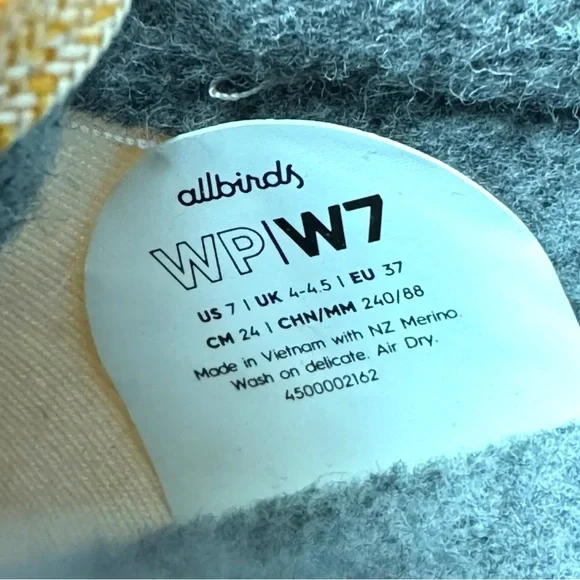 allbirds
WP|W7
US 7 | UK 4-4.5 | EU 37
CM 24 | CHN/MM 240/88
Made in Vietnam with NZ Merino.
Wash on delicate. Air Dry.
4500002162